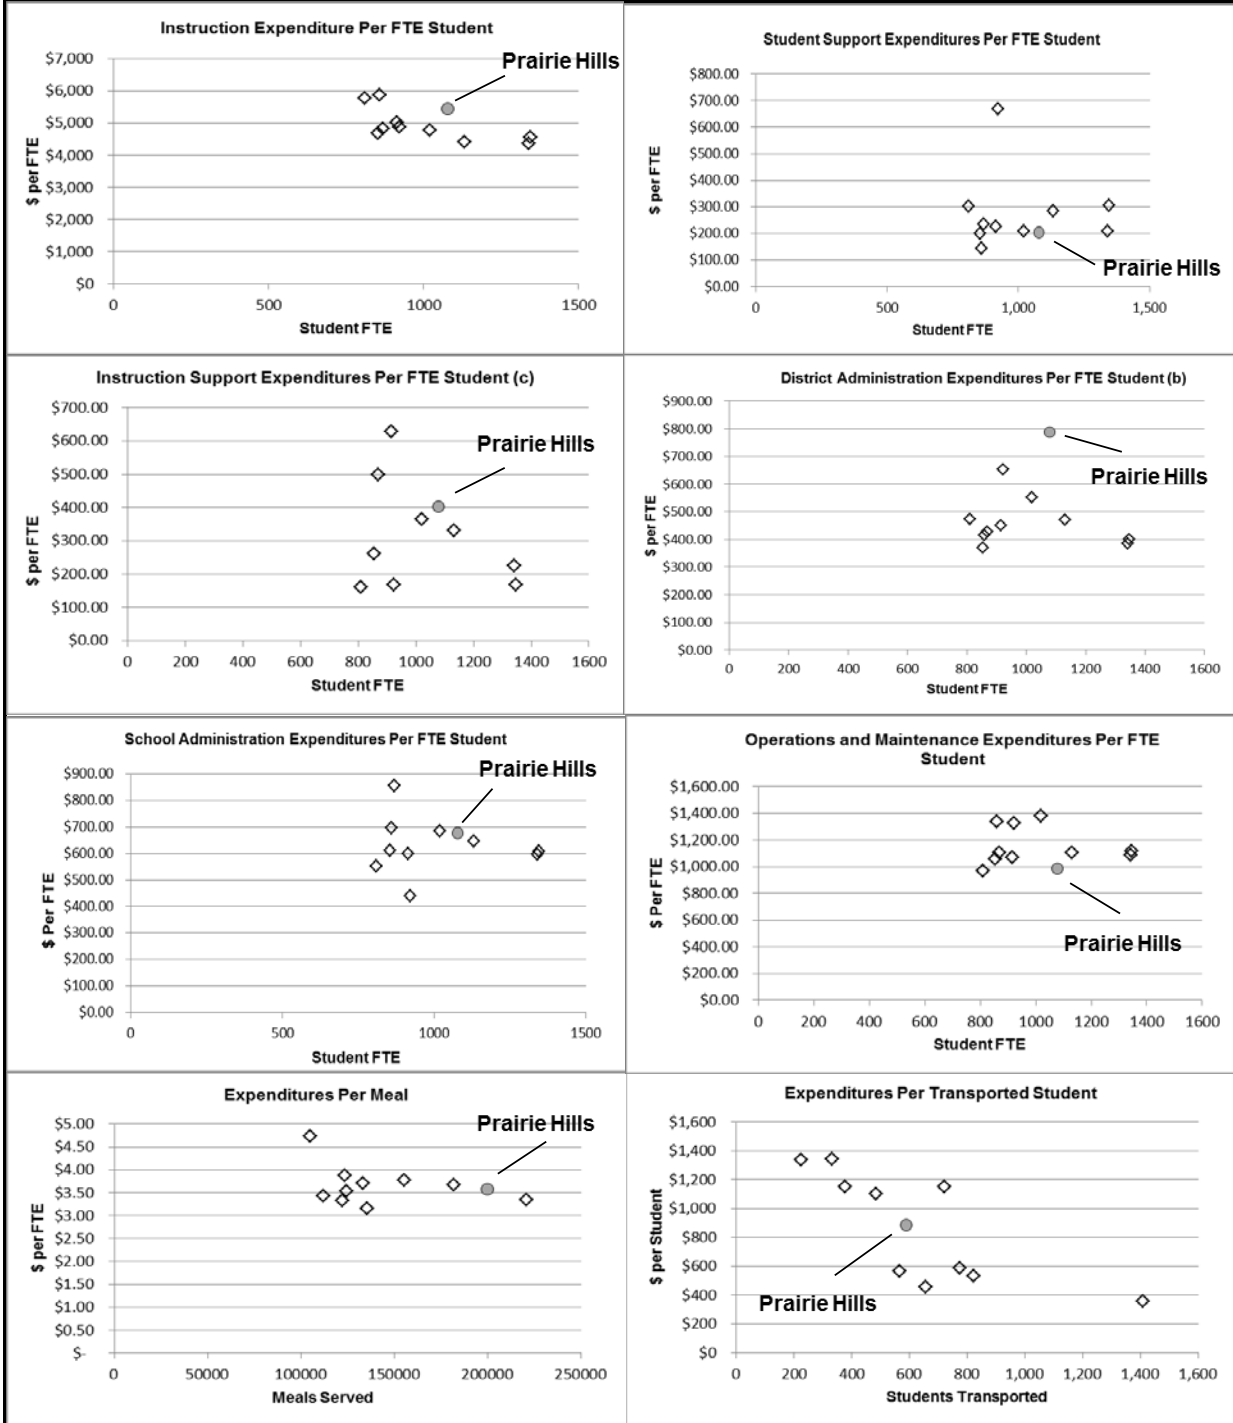 Instruction Expenditure Per FTE Student
Prairie Hills
$7,000
$6,000
$5,000
$4,000
$3,000
$2,000
$1,000
$0
$ per FTE
0 500 1000 1500
Student FTE
Student Support Expenditures Per FTE Student
$800.00
$700.00
$600.00
$500.00
$400.00
$300.00
$200.00
$100.00
$0.00
$ per FTE
Prairie Hills
0 500 1,000 1,500
Student FTE
Instruction Support Expenditures Per FTE Student (c)
$700.00
$600.00
$500.00
$400.00
$300.00
$200.00
$100.00
$0.00
$ per FTE
Prairie Hills
0 200 400 600 800 1000 1200 1400 1600
Student FTE
District Administration Expenditures Per FTE Student (b)
$900.00
$800.00
$700.00
$600.00
$500.00
$400.00
$300.00
$200.00
$100.00
$0.00
$ per FTE
Prairie Hills
0 200 400 600 800 1000 1200 1400 1600
Student FTE
School Administration Expenditures Per FTE Student
Prairie Hills
$900.00
$800.00
$700.00
$600.00
$500.00
$400.00
$300.00
$200.00
$100.00
$0.00
$ Per FTE
0 500 1000 1500
Student FTE
Operations and Maintenance Expenditures Per FTE
Student
$1,600.00
$1,400.00
$1,200.00
$1,000.00
$800.00
$600.00
$400.00
$200.00
$0.00
$ Per FTE
Prairie Hills
0 200 400 600 800 1000 1200 1400 1600
Student FTE
Expenditures Per Meal
Prairie Hills
$5.00
$4.50
$4.00
$3.50
$3.00
$2.50
$2.00
$1.50
$1.00
$0.50
$-
$ per FTE
0 50000 100000 150000 200000 250000
Meals Served
Expenditures Per Transported Student
$1,600
$1,400
$1,200
$1,000
$800
$600
$400
$200
$0
$ per Student
Prairie Hills
0 200 400 600 800 1,000 1,200 1,400 1,600
Students Transported